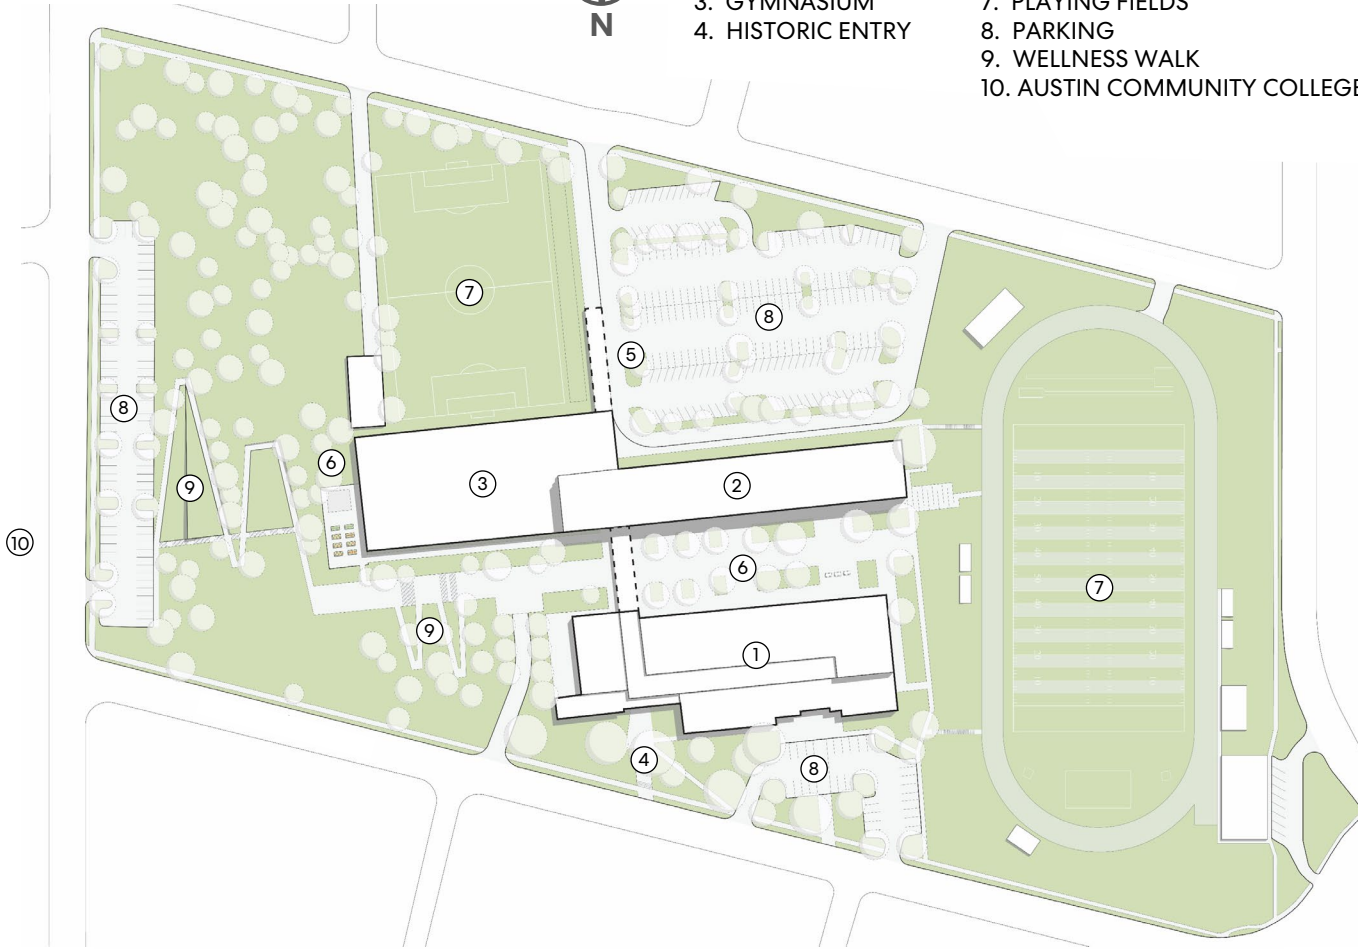 N
3. GYMNASIUM
4. HISTORIC ENTRY
7. PLAYING FIELDS
8. PARKING
9. WELLNESS WALK
10. AUSTIN COMMUNITY COLLEGE
7
8
5
8
6
3
2
9
10
6
7
9
1
4
8